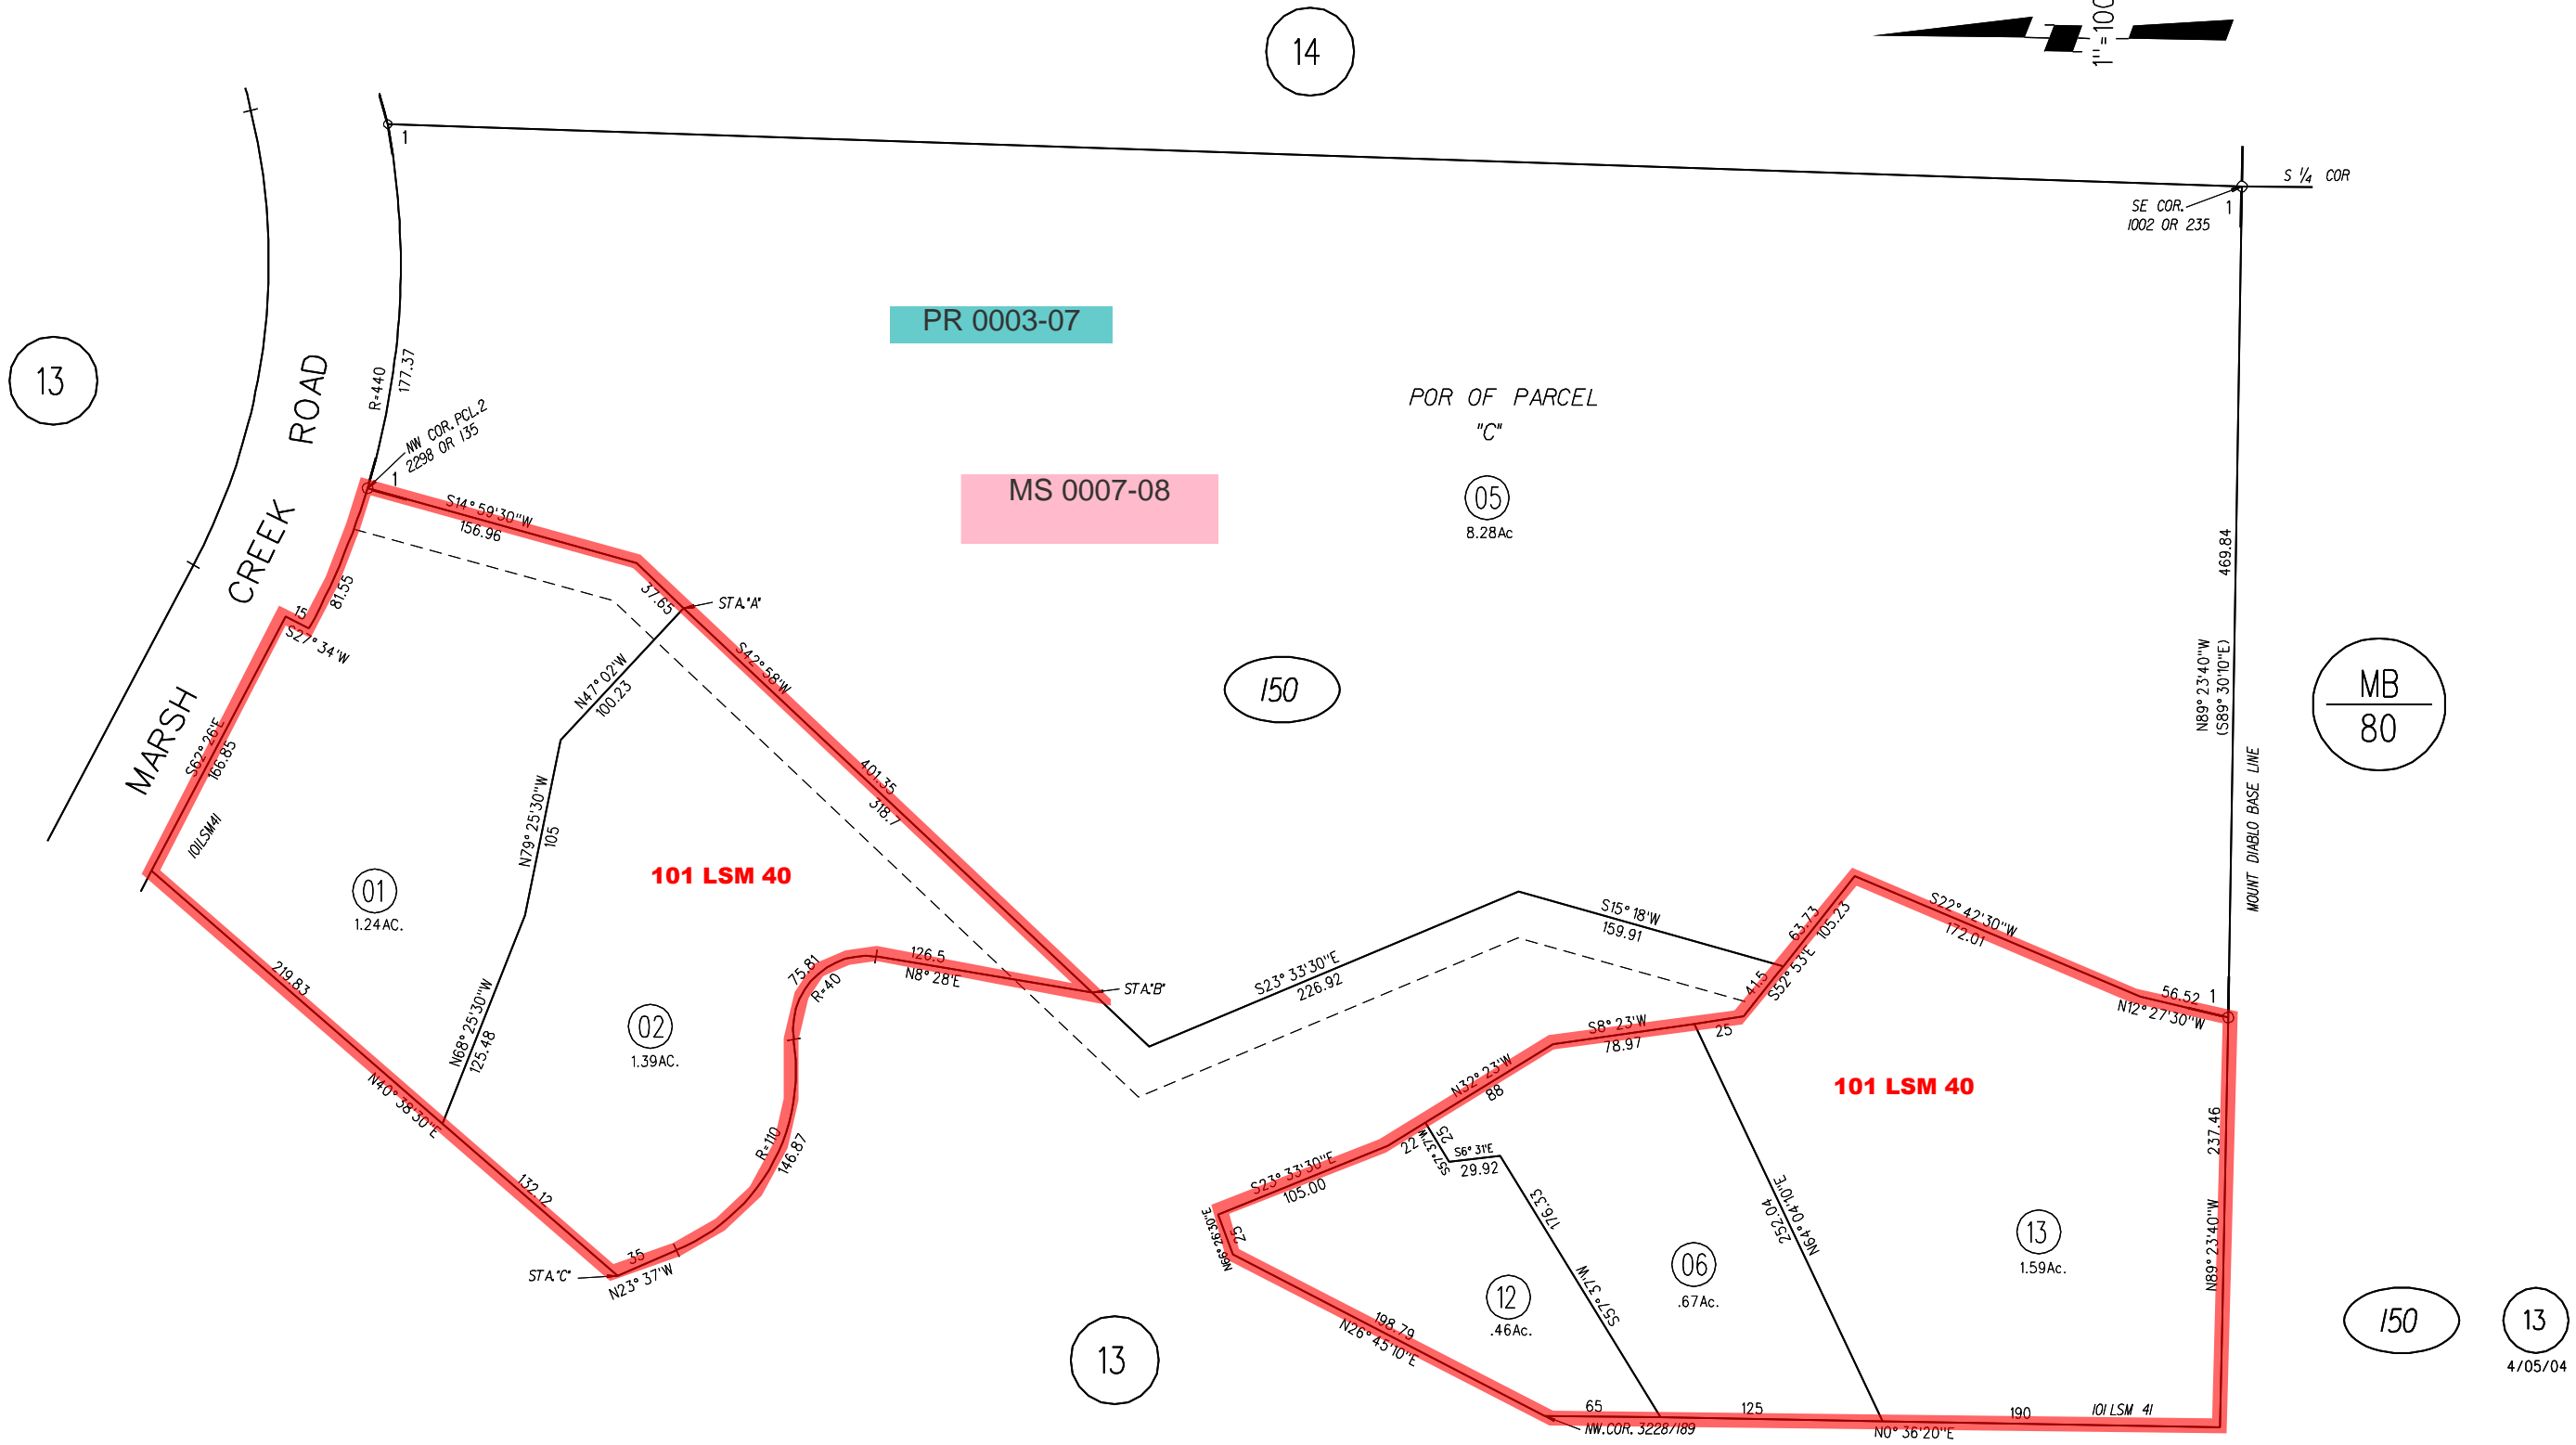 14
1"=100
1
S 1/4 COR
SE COR.
1002 OR 235
1
13
PR 0003-07
R=440
177.37
POR OF PARCEL
"C"
NW COR. PCL.2
2298 OR 135
1
MS 0007-08
05
8.28Ac
MARSH CREEK ROAD
S14°59'30"W
156.96
469.84
N89°23'40"W
(S89°30'10"E)
MOUNT DIABLO BASE LINE
81.55
15
S27°34'W
37.65
STA."A"
S42°58'W
401.35
318.7
N47°02'W
100.23
150
MB
80
S62°26'E
166.85
101LSM41
N79°25'30"W
105
101 LSM 40
01
1.24AC.
219.83
N40°38'30"E
N68°25'30"W
125.48
02
1.39AC.
75.81
R=40
126.5
N8°28'E
STA."B"
S23°33'30"E
226.92
S15°18'W
159.91
63.73
105.23
41.5
S52°53'E
S22°42'30"W
172.01
56.52
1
N12°27'30"W
S8°23'W
78.97
25
N32°23'W
88
101 LSM 40
R=110
146.87
132.12
35
N23°37'W
STA."C"
S23°33'30"E
105.00
22
25
S57°37'W
S6°31'E
29.92
N66°26'30"E
25
176.33
S57°37'W
N64°04'10"E
252.04
237.46
N89°23'40"W
13
1.59Ac.
06
.67Ac.
12
.46Ac.
198.79
N26°45'10"E
13
150
13
4/05/04
65
125
190
101 LSM 41
NW.COR. 3228/189
N0°36'20"E